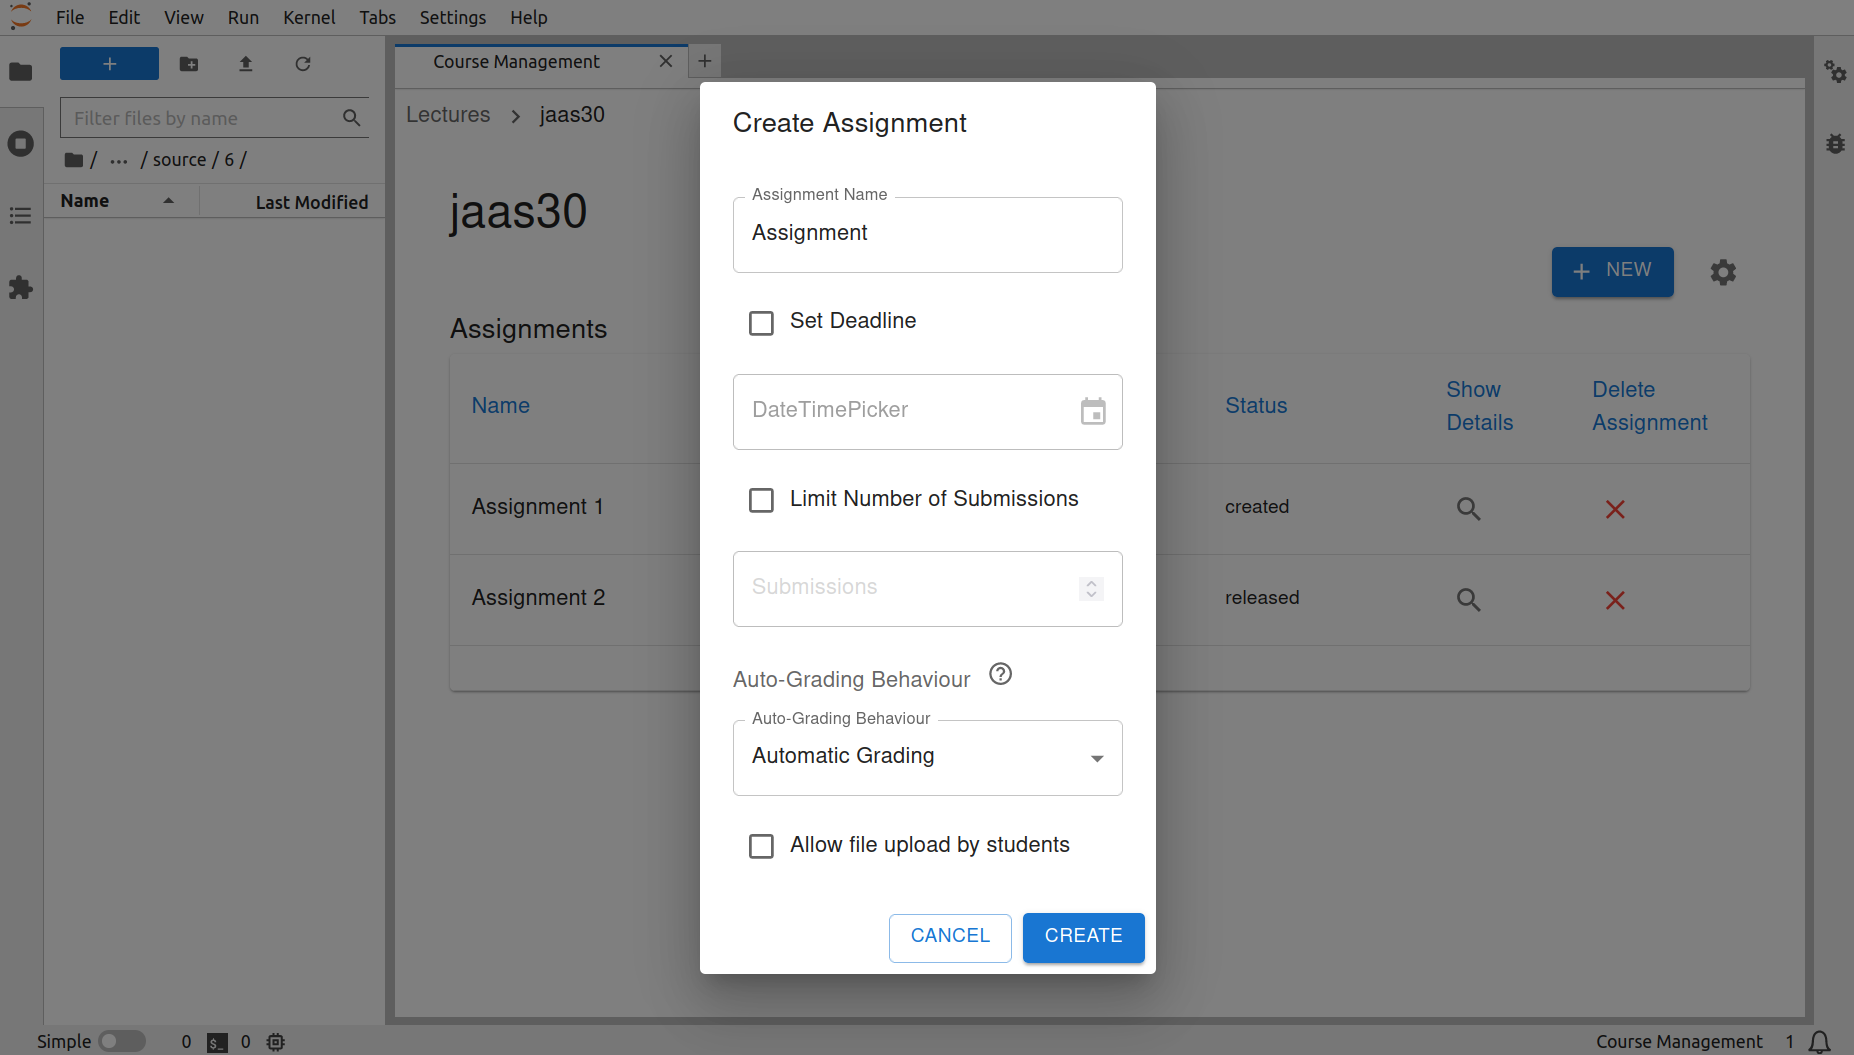 File Edit View Run Kernel Tabs Settings Help
Filter files by name
/ ... / source / 6 /
Name Last Modified
Course Management
Lectures > jaas30
jaas30
NEW
Assignments
Name Status Show Details Delete Assignment
Assignment 1 created
Assignment 2 released
Create Assignment
Assignment Name
Assignment
Set Deadline
DateTimePicker
Limit Number of Submissions
Submissions
Auto-Grading Behaviour
Auto-Grading Behaviour
Automatic Grading
Allow file upload by students
CANCEL CREATE
Simple 0 $_ 0 Course Management 1